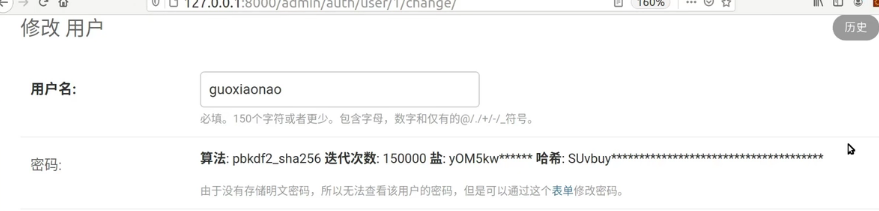 127.0.0.1:8000/admin/auth/user/1/change/
160%
修改 用户
历史
用户名:
guoxiaonao
必填。150个字符或者更少。包含字母，数字和仅有的@/./+/-/_符号。
密码:
算法: pbkdf2_sha256 迭代次数: 150000 盐: yOM5kw****** 哈希: SUvbuy**************************************
由于没有存储明文密码，所以无法查看该用户的密码，但是可以通过这个表单修改密码。